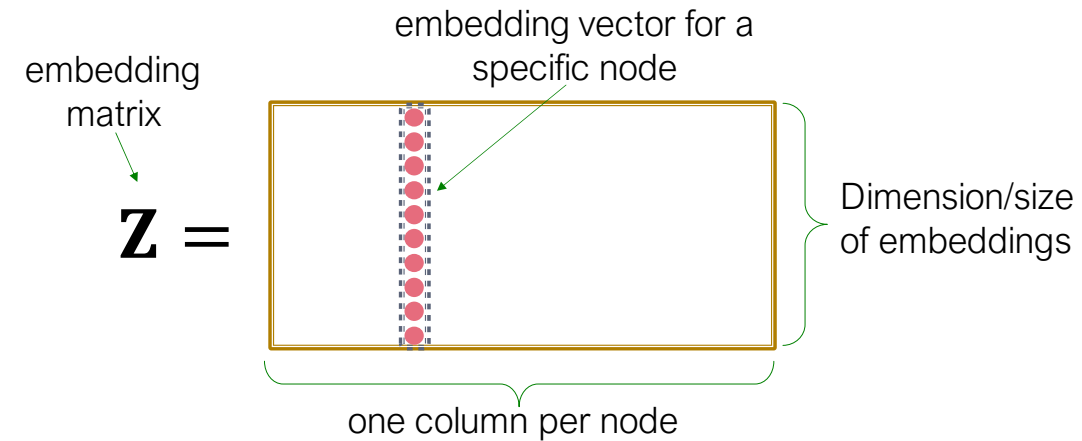 embedding vector for a
specific node
embedding
matrix
Z =
Dimension/size
of embeddings
one column per node